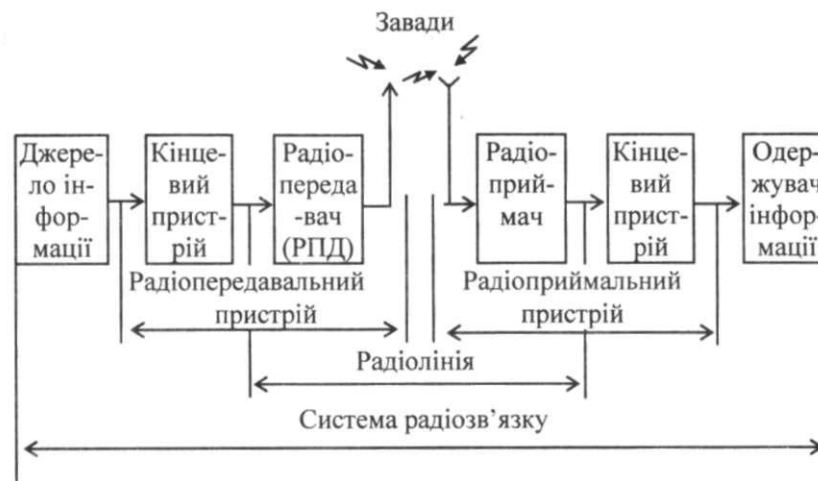 Завади
Джере-
ло ін-
фор-
мації
Кінце-
вий
прист-
рій
Радіо-
переда
-вач
(РПД)
Радіо-
прий-
мач
Кінце-
вий
прист-
рій
Одер-
жувач
інфор-
мації
Радіопередавальний
пристрій
Радіоприймальний
пристрій
Радіолінія
Система радіозв’язку